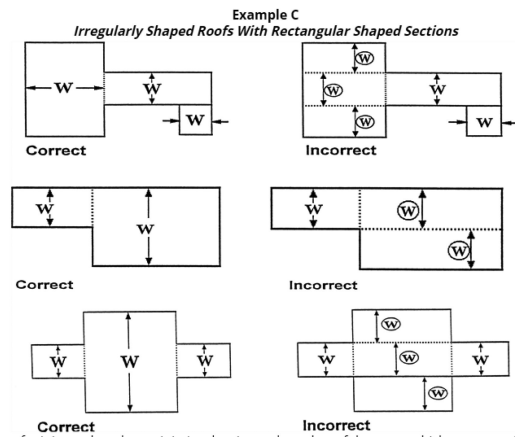 Example C
Irregularly Shaped Roofs With Rectangular Shaped Sections
W W W W W W W W
Correct Incorrect
W W W W W
Correct Incorrect
W W W W W W W W
Correct Incorrect